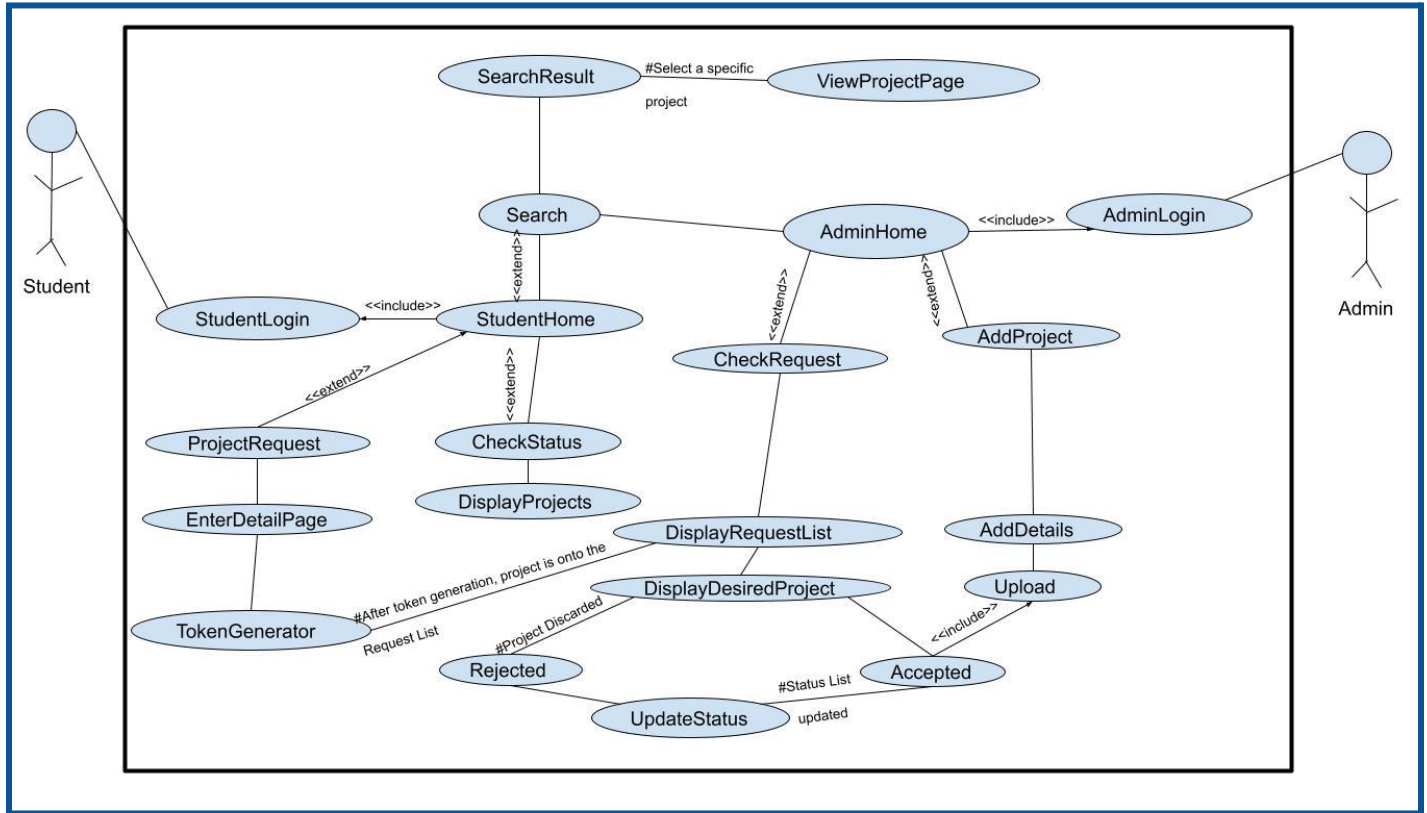 SearchResult
#Select a specific
project
ViewProjectPage
Student
Admin
Search
<<extend>>
AdminHome
<<include>>
AdminLogin
StudentLogin
<<include>>
StudentHome
<<extend>>
<<extend>>
AddProject
<<extend>>
<<extend>>
CheckRequest
ProjectRequest
CheckStatus
EnterDetailPage
DisplayProjects
DisplayRequestList
AddDetails
#After token generation, project is onto the
Request List
DisplayDesiredProject
Upload
TokenGenerator
#Project Discarded
<<include>>
Rejected
Accepted
#Status List
updated
UpdateStatus